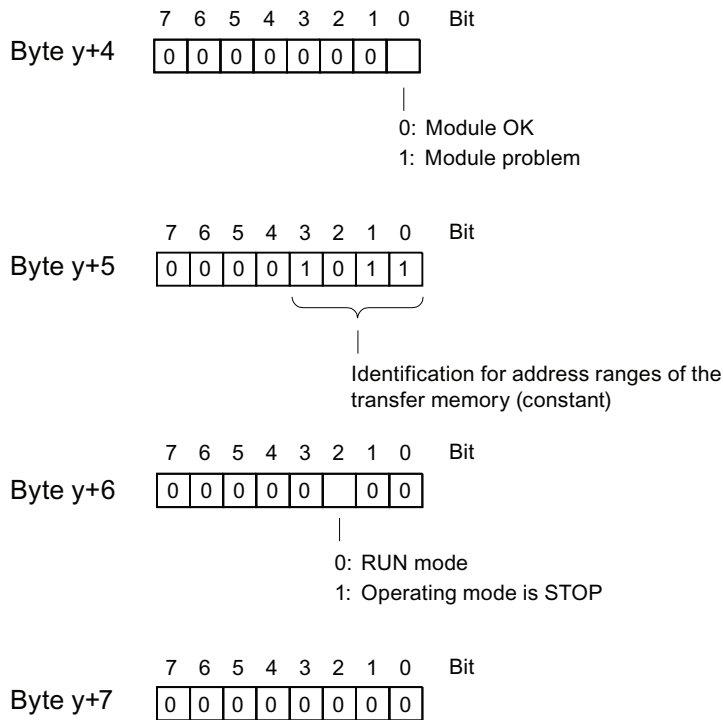 7 6 5 4 3 2 1 0 Bit
Byte y+4 0 0 0 0 0 0 0
0: Module OK
1: Module problem
7 6 5 4 3 2 1 0 Bit
Byte y+5 0 0 0 0 1 0 1 1
Identification for address ranges of the
transfer memory (constant)
7 6 5 4 3 2 1 0 Bit
Byte y+6 0 0 0 0 0 0 0
0: RUN mode
1: Operating mode is STOP
7 6 5 4 3 2 1 0 Bit
Byte y+7 0 0 0 0 0 0 0 0